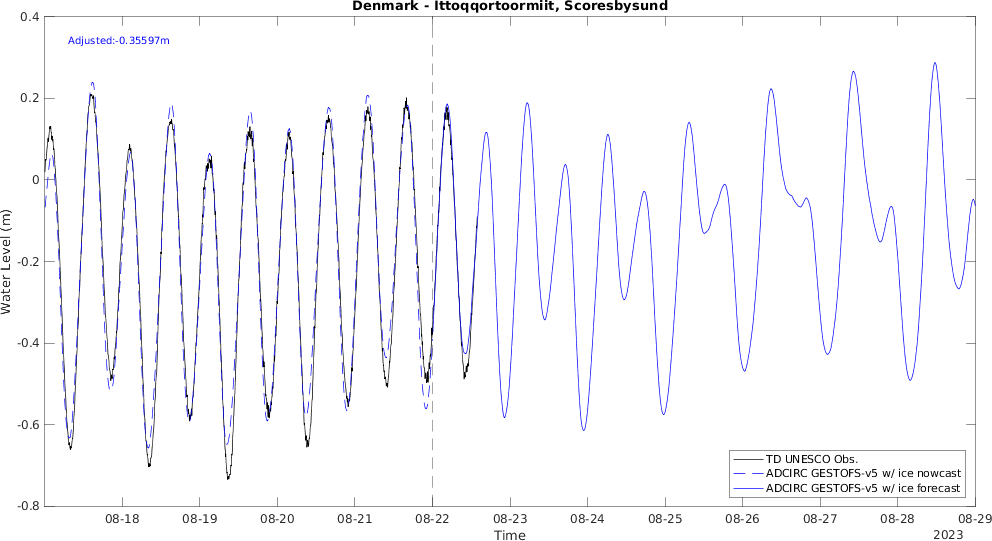 Denmark - Ittoqqortoormiit, Scoresbysund
Adjusted:-0.35597m
0.4
0.2
0
-0.2
-0.4
-0.6
-0.8
Water Level (m)
TD UNESCO Obs.
ADCIRC GESTOFS-v5 w/ ice nowcast
ADCIRC GESTOFS-v5 w/ ice forecast
08-18 08-19 08-20 08-21 08-22 08-23 08-24 08-25 08-26 08-27 08-28 08-29
Time
2023